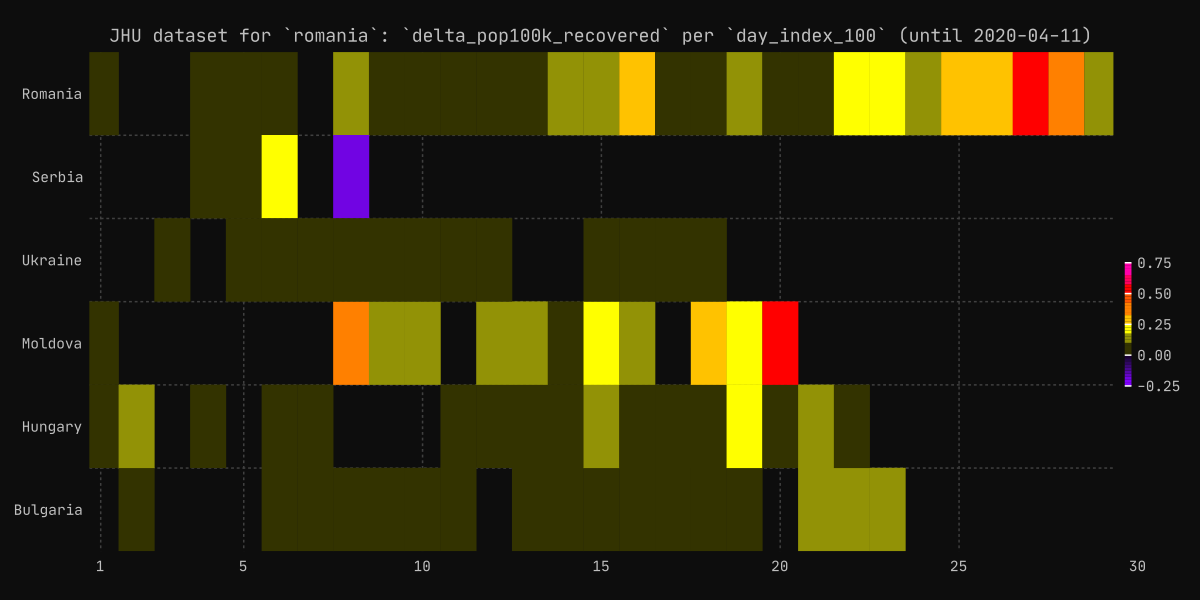 JHU dataset for `romania`: `delta_pop100k_recovered` per `day_index_100` (until 2020-04-11)
Romania
Serbia
Ukraine
Moldova
Hungary
Bulgaria
0.75
0.50
0.25
0.00
-0.25
1 5 10 15 20 25 30